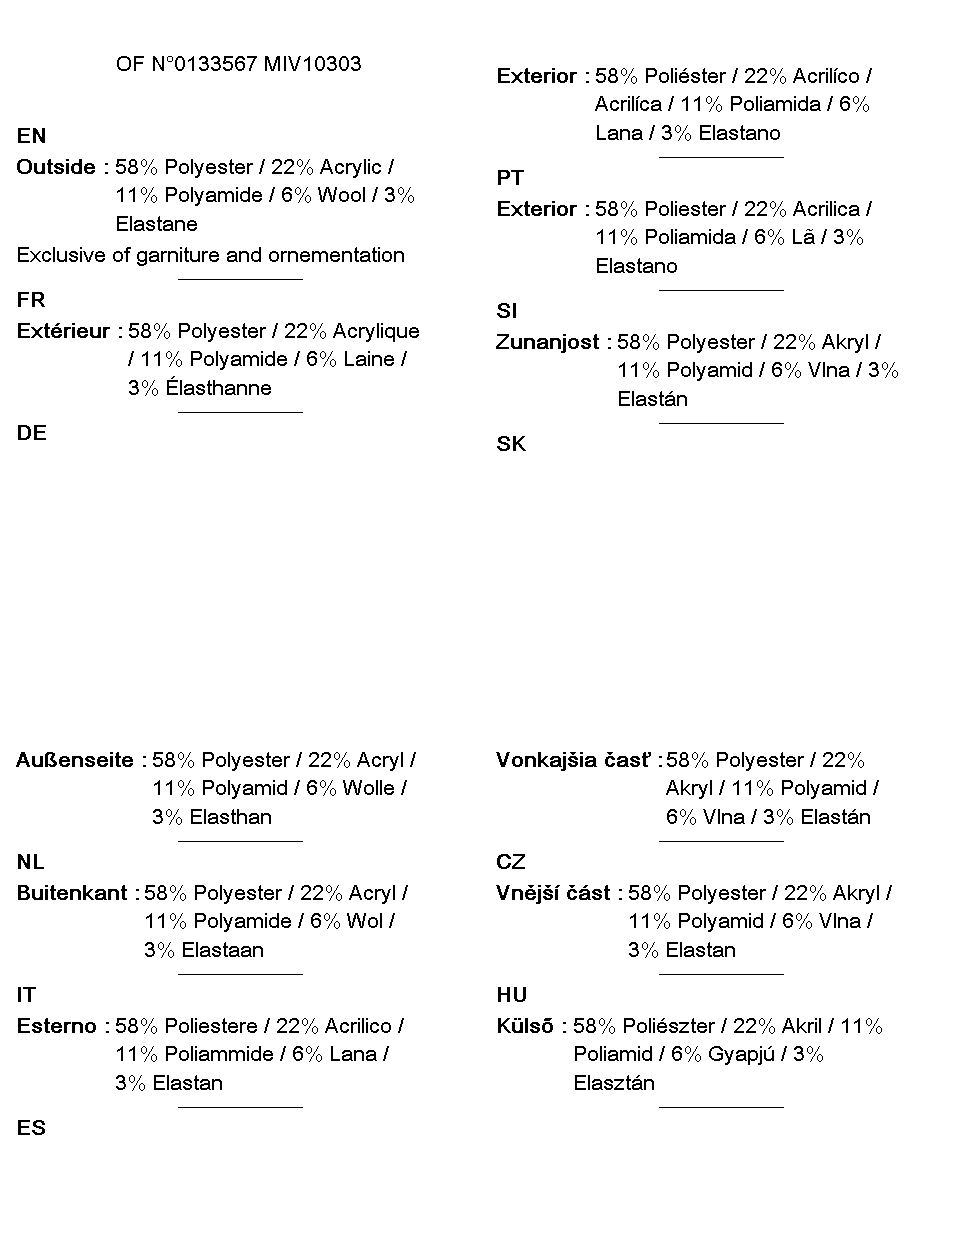 OF N°0133567 MIV10303
EN
Outside : 58% Polyester / 22% Acrylic /
11% Polyamide / 6% Wool / 3%
Elastane
Exclusive of garniture and ornementation
FR
Extérieur : 58% Polyester / 22% Acrylique
/ 11% Polyamide / 6% Laine /
3% Élasthanne
DE
Außenseite : 58% Polyester / 22% Acryl /
11% Polyamid / 6% Wolle /
3% Elasthan
NL
Buitenkant : 58% Polyester / 22% Acryl /
11% Polyamide / 6% Wol /
3% Elastaan
IT
Esterno : 58% Poliestere / 22% Acrilico /
11% Poliammide / 6% Lana /
3% Elastan
ES
Exterior : 58% Poliéster / 22% Acrilíco /
Acrilíca / 11% Poliamida / 6%
Lana / 3% Elastano
PT
Exterior : 58% Poliester / 22% Acrilica /
11% Poliamida / 6% Lã / 3%
Elastano
SI
Zunanjost : 58% Polyester / 22% Akryl /
11% Polyamid / 6% Vlna / 3%
Elastán
SK
Vonkajšia časť : 58% Polyester / 22%
Akryl / 11% Polyamid /
6% Vlna / 3% Elastán
CZ
Vnější část : 58% Polyester / 22% Akryl /
11% Polyamid / 6% Vlna /
3% Elastan
HU
Külsõ : 58% Poliészter / 22% Akril / 11%
Poliamid / 6% Gyapjú / 3%
Elasztán